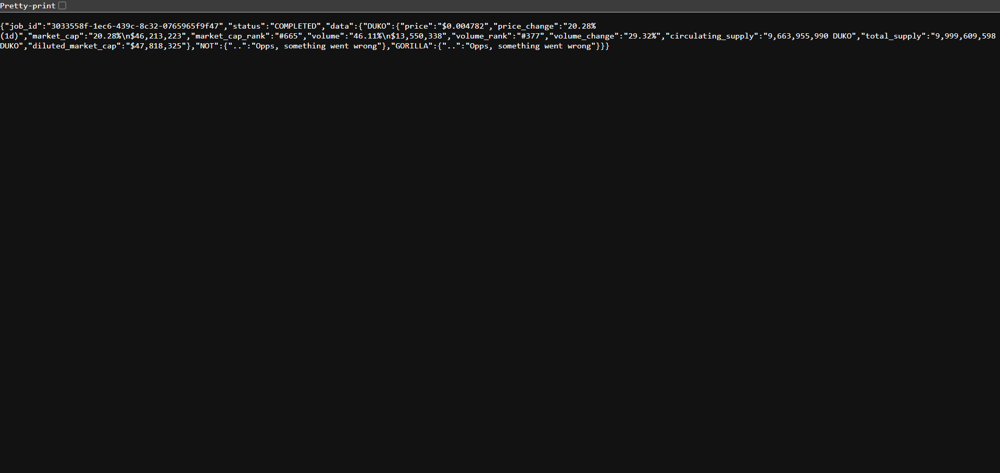 Pretty-print
{"job_id":"3033558f-1ec6-439c-8c32-0765965f9f47","status":"COMPLETED","data":{"DUKO":{"price":"$0.004782","price_change":"20.28%
(1d)","market_cap":"20.28%\n$46,213,223","market_cap_rank":"#665","volume":"46.11%\n$13,550,338","volume_rank":"#377","volume_change":"29.32%","circulating_supply":"9,663,955,990 DUKO","total_supply":"9,999,609,598
DUKO","diluted_market_cap":"$47,818,325"},"NOT":{"..":"Opps, something went wrong"},"GORILLA":{"..":"Opps, something went wrong"}}}